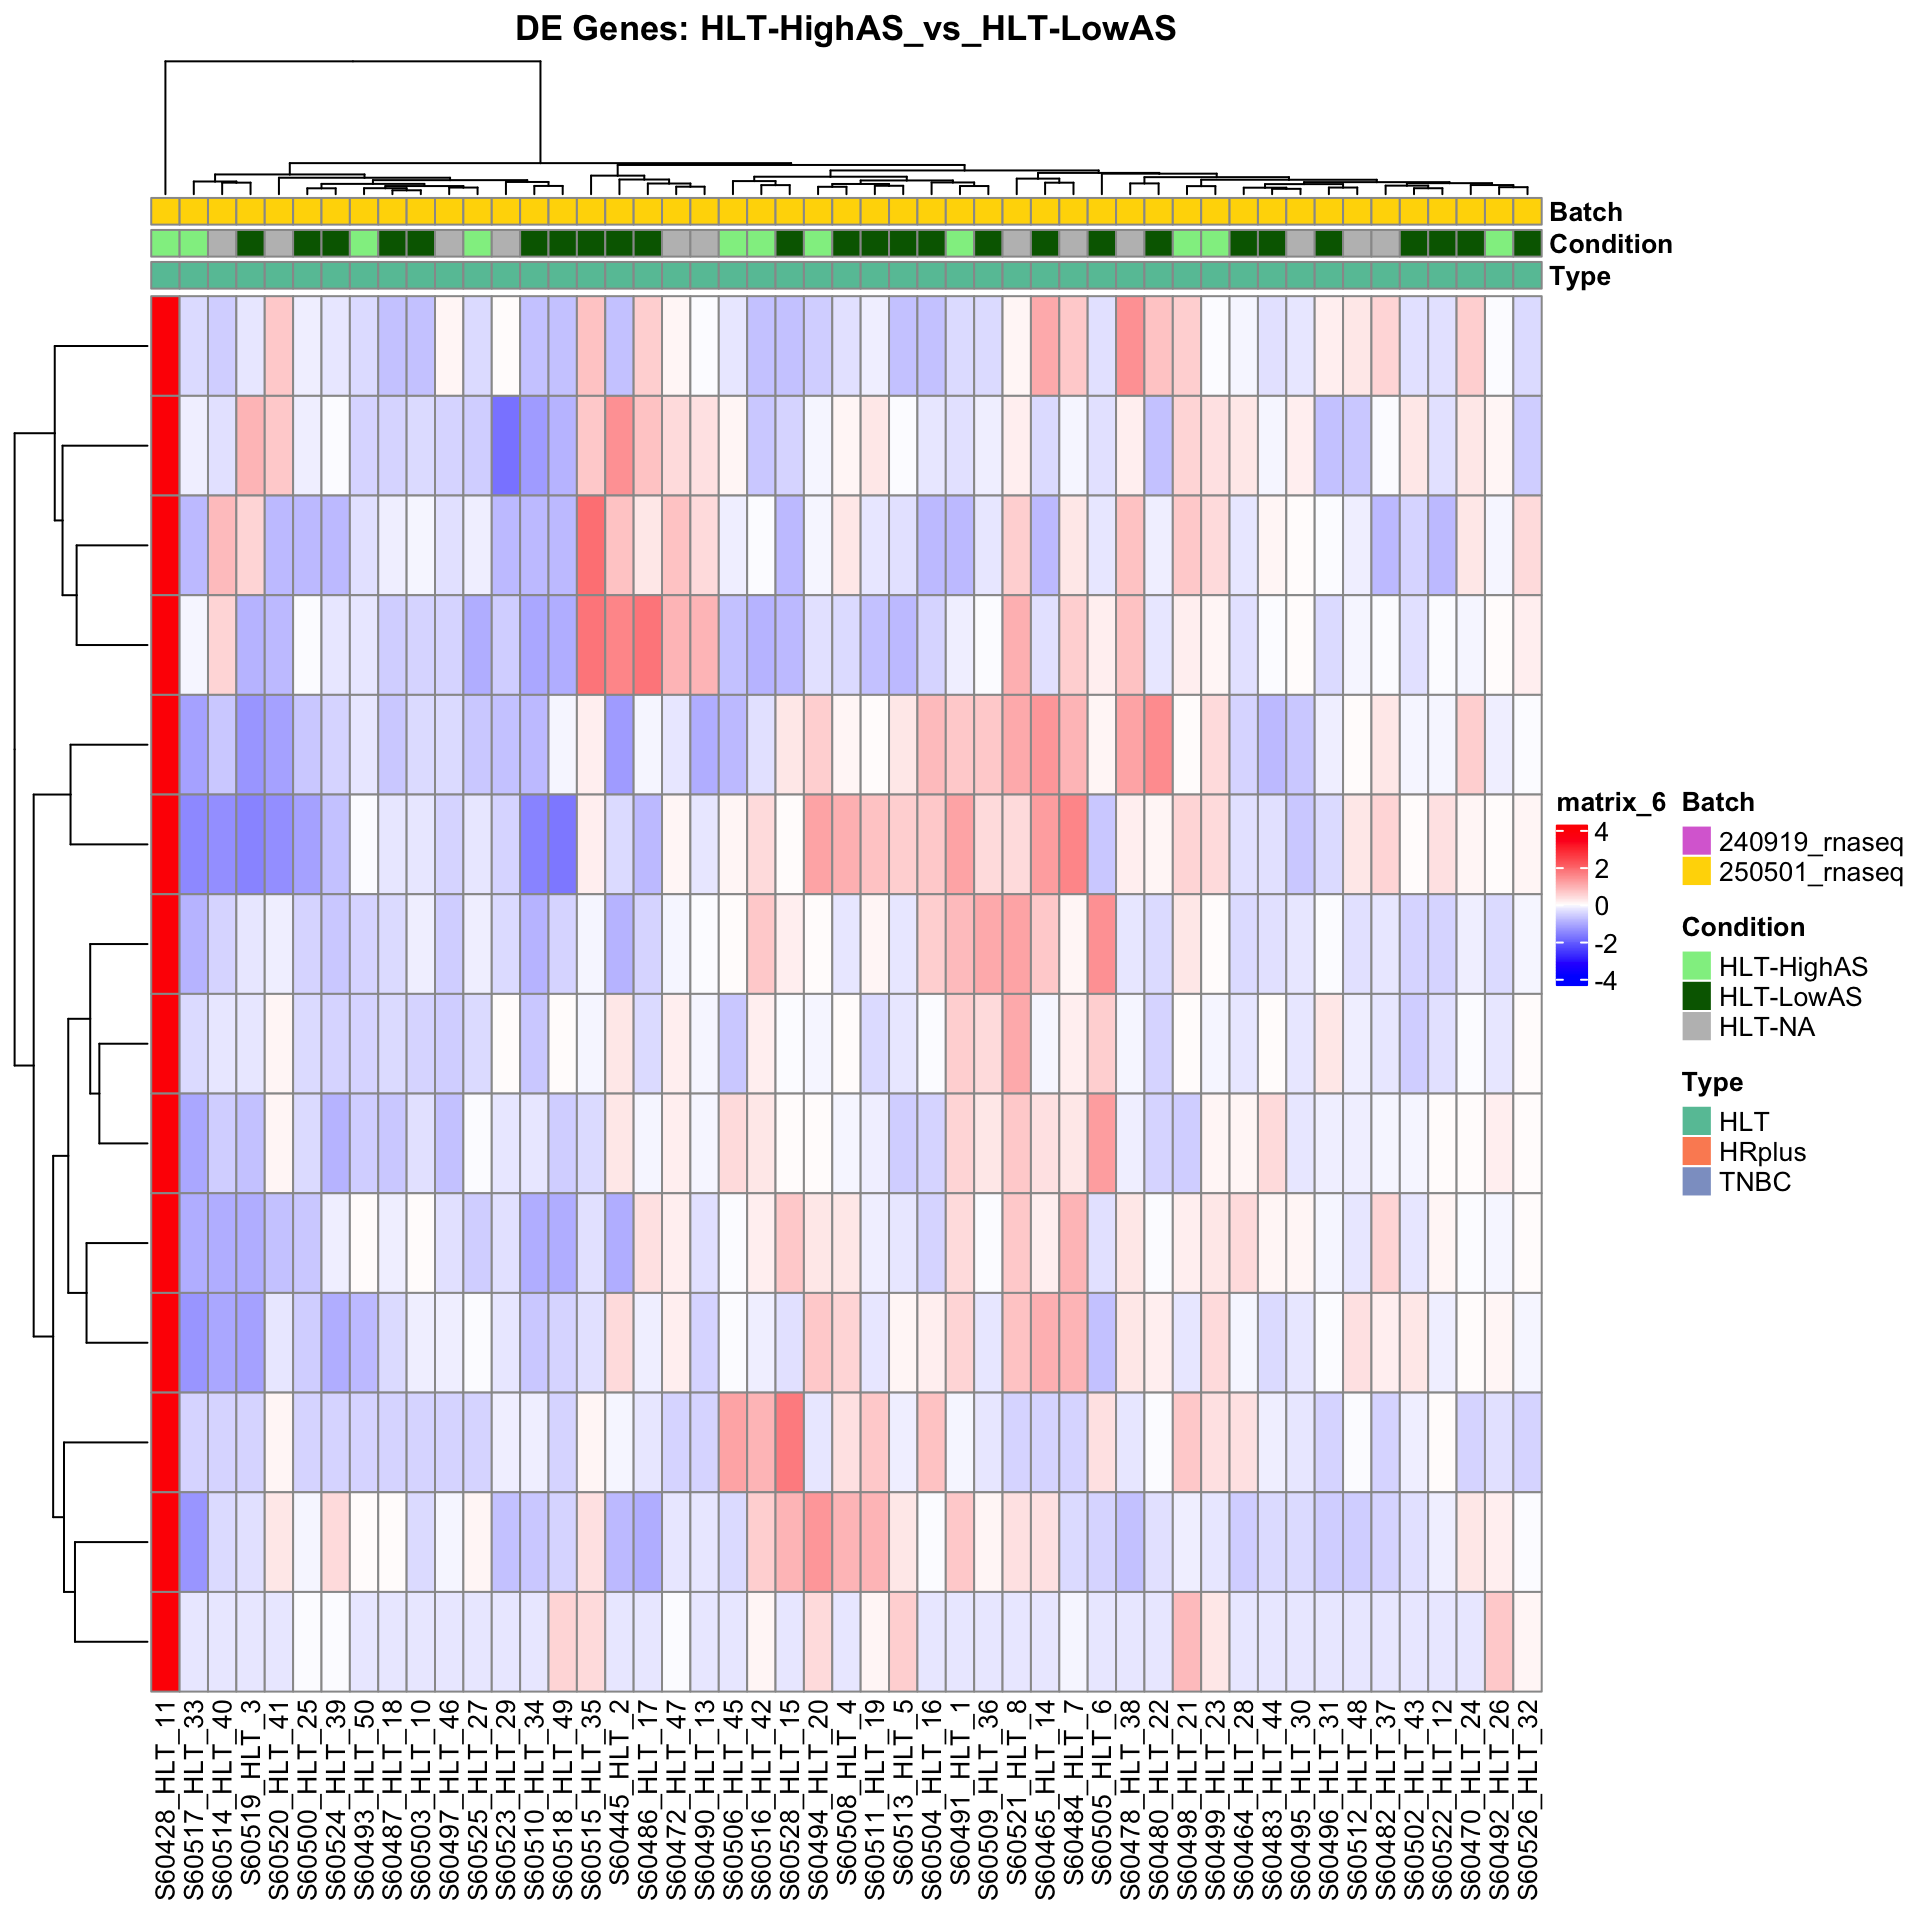 DE Genes: HLT-HighAS_vs_HLT-LowAS
Batch
Condition
Type
matrix_6
4
2
0
-2
-4
Batch
240919_rnaseq
250501_rnaseq
Condition
HLT-HighAS
HLT-LowAS
HLT-NA
Type
HLT
HRplus
TNBC
S60428_HLT_11
S60517_HLT_33
S60514_HLT_40
S60519_HLT_3
S60520_HLT_41
S60500_HLT_25
S60524_HLT_39
S60493_HLT_50
S60487_HLT_18
S60503_HLT_10
S60497_HLT_46
S60525_HLT_27
S60523_HLT_29
S60510_HLT_34
S60518_HLT_49
S60515_HLT_35
S60445_HLT_2
S60486_HLT_17
S60472_HLT_47
S60490_HLT_13
S60506_HLT_45
S60516_HLT_42
S60528_HLT_15
S60494_HLT_20
S60508_HLT_4
S60511_HLT_19
S60513_HLT_5
S60504_HLT_16
S60491_HLT_1
S60509_HLT_36
S60521_HLT_8
S60465_HLT_14
S60484_HLT_7
S60505_HLT_6
S60478_HLT_38
S60480_HLT_22
S60498_HLT_21
S60499_HLT_23
S60464_HLT_28
S60483_HLT_44
S60495_HLT_30
S60496_HLT_31
S60512_HLT_48
S60482_HLT_37
S60502_HLT_43
S60522_HLT_12
S60470_HLT_24
S60492_HLT_26
S60526_HLT_32